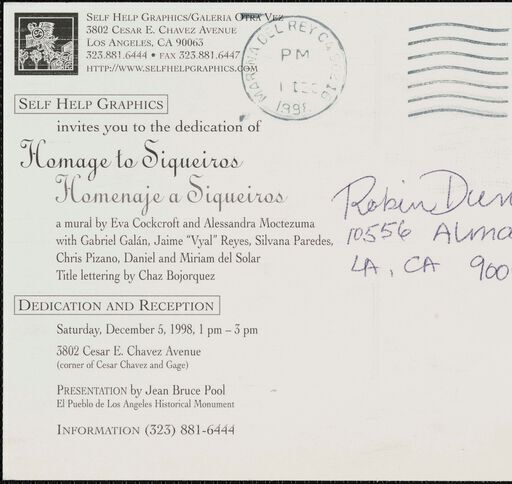 Self Help Graphics/Galeria Otra Vez
3802 Cesar E. Chavez Avenue
Los Angeles, CA 90063
323.881.6444 • fax 323.881.6447
http://www.selfhelpgraphics.com
MARINA DEL REY CA
PM
1 DEC
1998
Self Help Graphics
invites you to the dedication of
Homage to Siqueiros
Homenaje a Siqueiros
a mural by Eva Cockcroft and Alessandra Moctezuma
with Gabriel Galán, Jaime “Vyal” Reyes, Silvana Paredes,
Chris Pizano, Daniel and Miriam del Solar
Title lettering by Chaz Bojorquez
Robin Dun
10556 Alma
LA, CA 900
Dedication and Reception
Saturday, December 5, 1998, 1 pm – 3 pm
3802 Cesar E. Chavez Avenue
(corner of Cesar Chavez and Gage)
Presentation by Jean Bruce Pool
El Pueblo de Los Angeles Historical Monument
Information (323) 881-6444